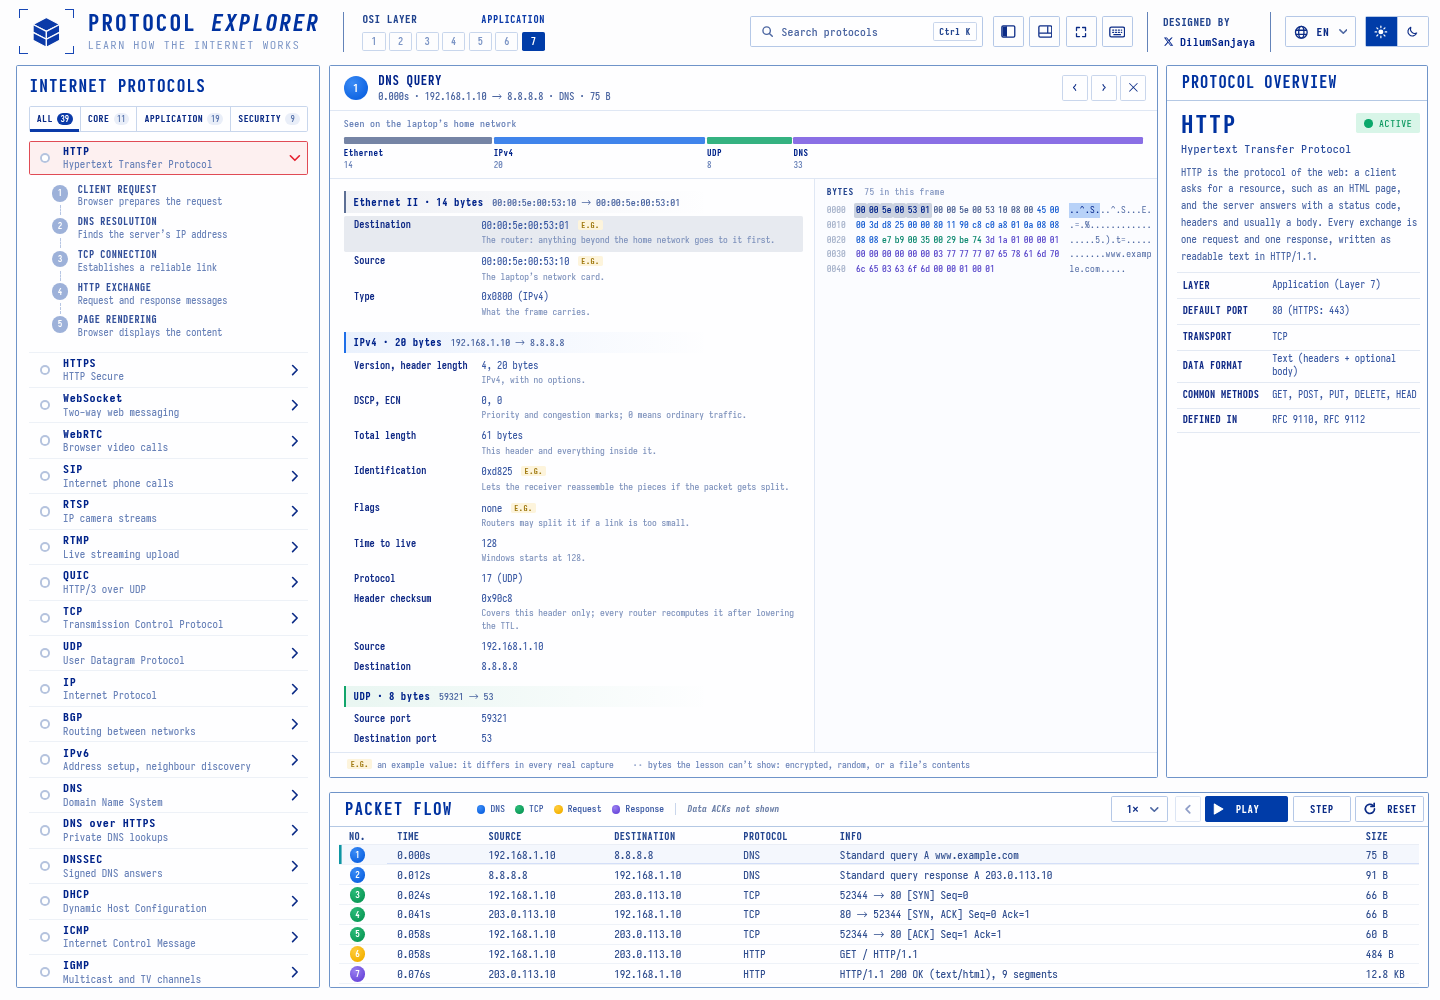 PROTOCOL EXPLORER
LEARN HOW THE INTERNET WORKS
OSI LAYER APPLICATION
1 2 3 4 5 6 7
Search protocols Ctrl K
DESIGNED BY
DilumSanjaya
EN
INTERNET PROTOCOLS
ALL 39 CORE 11 APPLICATION 19 SECURITY 9
HTTP
Hypertext Transfer Protocol
1 CLIENT REQUEST
Browser prepares the request
2 DNS RESOLUTION
Finds the server's IP address
3 TCP CONNECTION
Establishes a reliable link
4 HTTP EXCHANGE
Request and response messages
5 PAGE RENDERING
Browser displays the content
HTTPS
HTTP Secure
WebSocket
Two-way web messaging
WebRTC
Browser video calls
SIP
Internet phone calls
RTSP
IP camera streams
RTMP
Live streaming upload
QUIC
HTTP/3 over UDP
TCP
Transmission Control Protocol
UDP
User Datagram Protocol
IP
Internet Protocol
BGP
Routing between networks
IPv6
Address setup, neighbour discovery
DNS
Domain Name System
DNS over HTTPS
Private DNS lookups
DNSSEC
Signed DNS answers
DHCP
Dynamic Host Configuration
ICMP
Internet Control Message
IGMP
Multicast and TV channels
1 DNS QUERY
0.000s · 192.168.1.10 → 8.8.8.8 · DNS · 75 B
Seen on the laptop's home network
Ethernet IPv4 UDP DNS
14 20 8 33
Ethernet II · 14 bytes 00:00:5e:00:53:10 → 00:00:5e:00:53:01
Destination 00:00:5e:00:53:01 E.G.
The router: anything beyond the home network goes to it first.
Source 00:00:5e:00:53:10 E.G.
The laptop's network card.
Type 0x0800 (IPv4)
What the frame carries.
IPv4 · 20 bytes 192.168.1.10 → 8.8.8.8
Version, header length 4, 20 bytes
IPv4, with no options.
DSCP, ECN 0, 0
Priority and congestion marks; 0 means ordinary traffic.
Total length 61 bytes
This header and everything inside it.
Identification 0xd825 E.G.
Lets the receiver reassemble the pieces if the packet gets split.
Flags none E.G.
Routers may split it if a link is too small.
Time to live 128
Windows starts at 128.
Protocol 17 (UDP)
Header checksum 0x90c8
Covers this header only; every router recomputes it after lowering
the TTL.
Source 192.168.1.10
Destination 8.8.8.8
UDP · 8 bytes 59321 → 53
Source port 59321
Destination port 53
BYTES 75 in this frame
0000 00 00 5e 00 53 01 00 00 5e 00 53 10 08 00 45 00 ..^.S...^.S...E.
0010 00 3d d8 25 00 00 80 11 90 c8 c0 a8 01 0a 08 08 .=.%............
0020 08 08 e7 b9 00 35 00 29 be 74 3d 1a 01 00 00 01 .....5.).t=.....
0030 00 00 00 00 00 00 03 77 77 77 07 65 78 61 6d 70 .......www.examp
0040 6c 65 03 63 6f 6d 00 00 01 00 01 le.com.....
E.G. an example value: it differs in every real capture ·· bytes the lesson can't show: encrypted, random, or a file's contents
PROTOCOL OVERVIEW
HTTP ACTIVE
Hypertext Transfer Protocol
HTTP is the protocol of the web: a client
asks for a resource, such as an HTML page,
and the server answers with a status code,
headers and usually a body. Every exchange is
one request and one response, written as
readable text in HTTP/1.1.
LAYER Application (Layer 7)
DEFAULT PORT 80 (HTTPS: 443)
TRANSPORT TCP
DATA FORMAT Text (headers + optional
body)
COMMON METHODS GET, POST, PUT, DELETE, HEAD
DEFINED IN RFC 9110, RFC 9112
PACKET FLOW DNS TCP Request Response Data ACKs not shown 1× PLAY STEP RESET
NO. TIME SOURCE DESTINATION PROTOCOL INFO SIZE
1 0.000s 192.168.1.10 8.8.8.8 DNS Standard query A www.example.com 75 B
2 0.012s 8.8.8.8 192.168.1.10 DNS Standard query response A 203.0.113.10 91 B
3 0.024s 192.168.1.10 203.0.113.10 TCP 52344 → 80 [SYN] Seq=0 66 B
4 0.041s 203.0.113.10 192.168.1.10 TCP 80 → 52344 [SYN, ACK] Seq=0 Ack=1 66 B
5 0.058s 192.168.1.10 203.0.113.10 TCP 52344 → 80 [ACK] Seq=1 Ack=1 60 B
6 0.058s 192.168.1.10 203.0.113.10 HTTP GET / HTTP/1.1 484 B
7 0.076s 203.0.113.10 192.168.1.10 HTTP HTTP/1.1 200 OK (text/html), 9 segments 12.8 KB